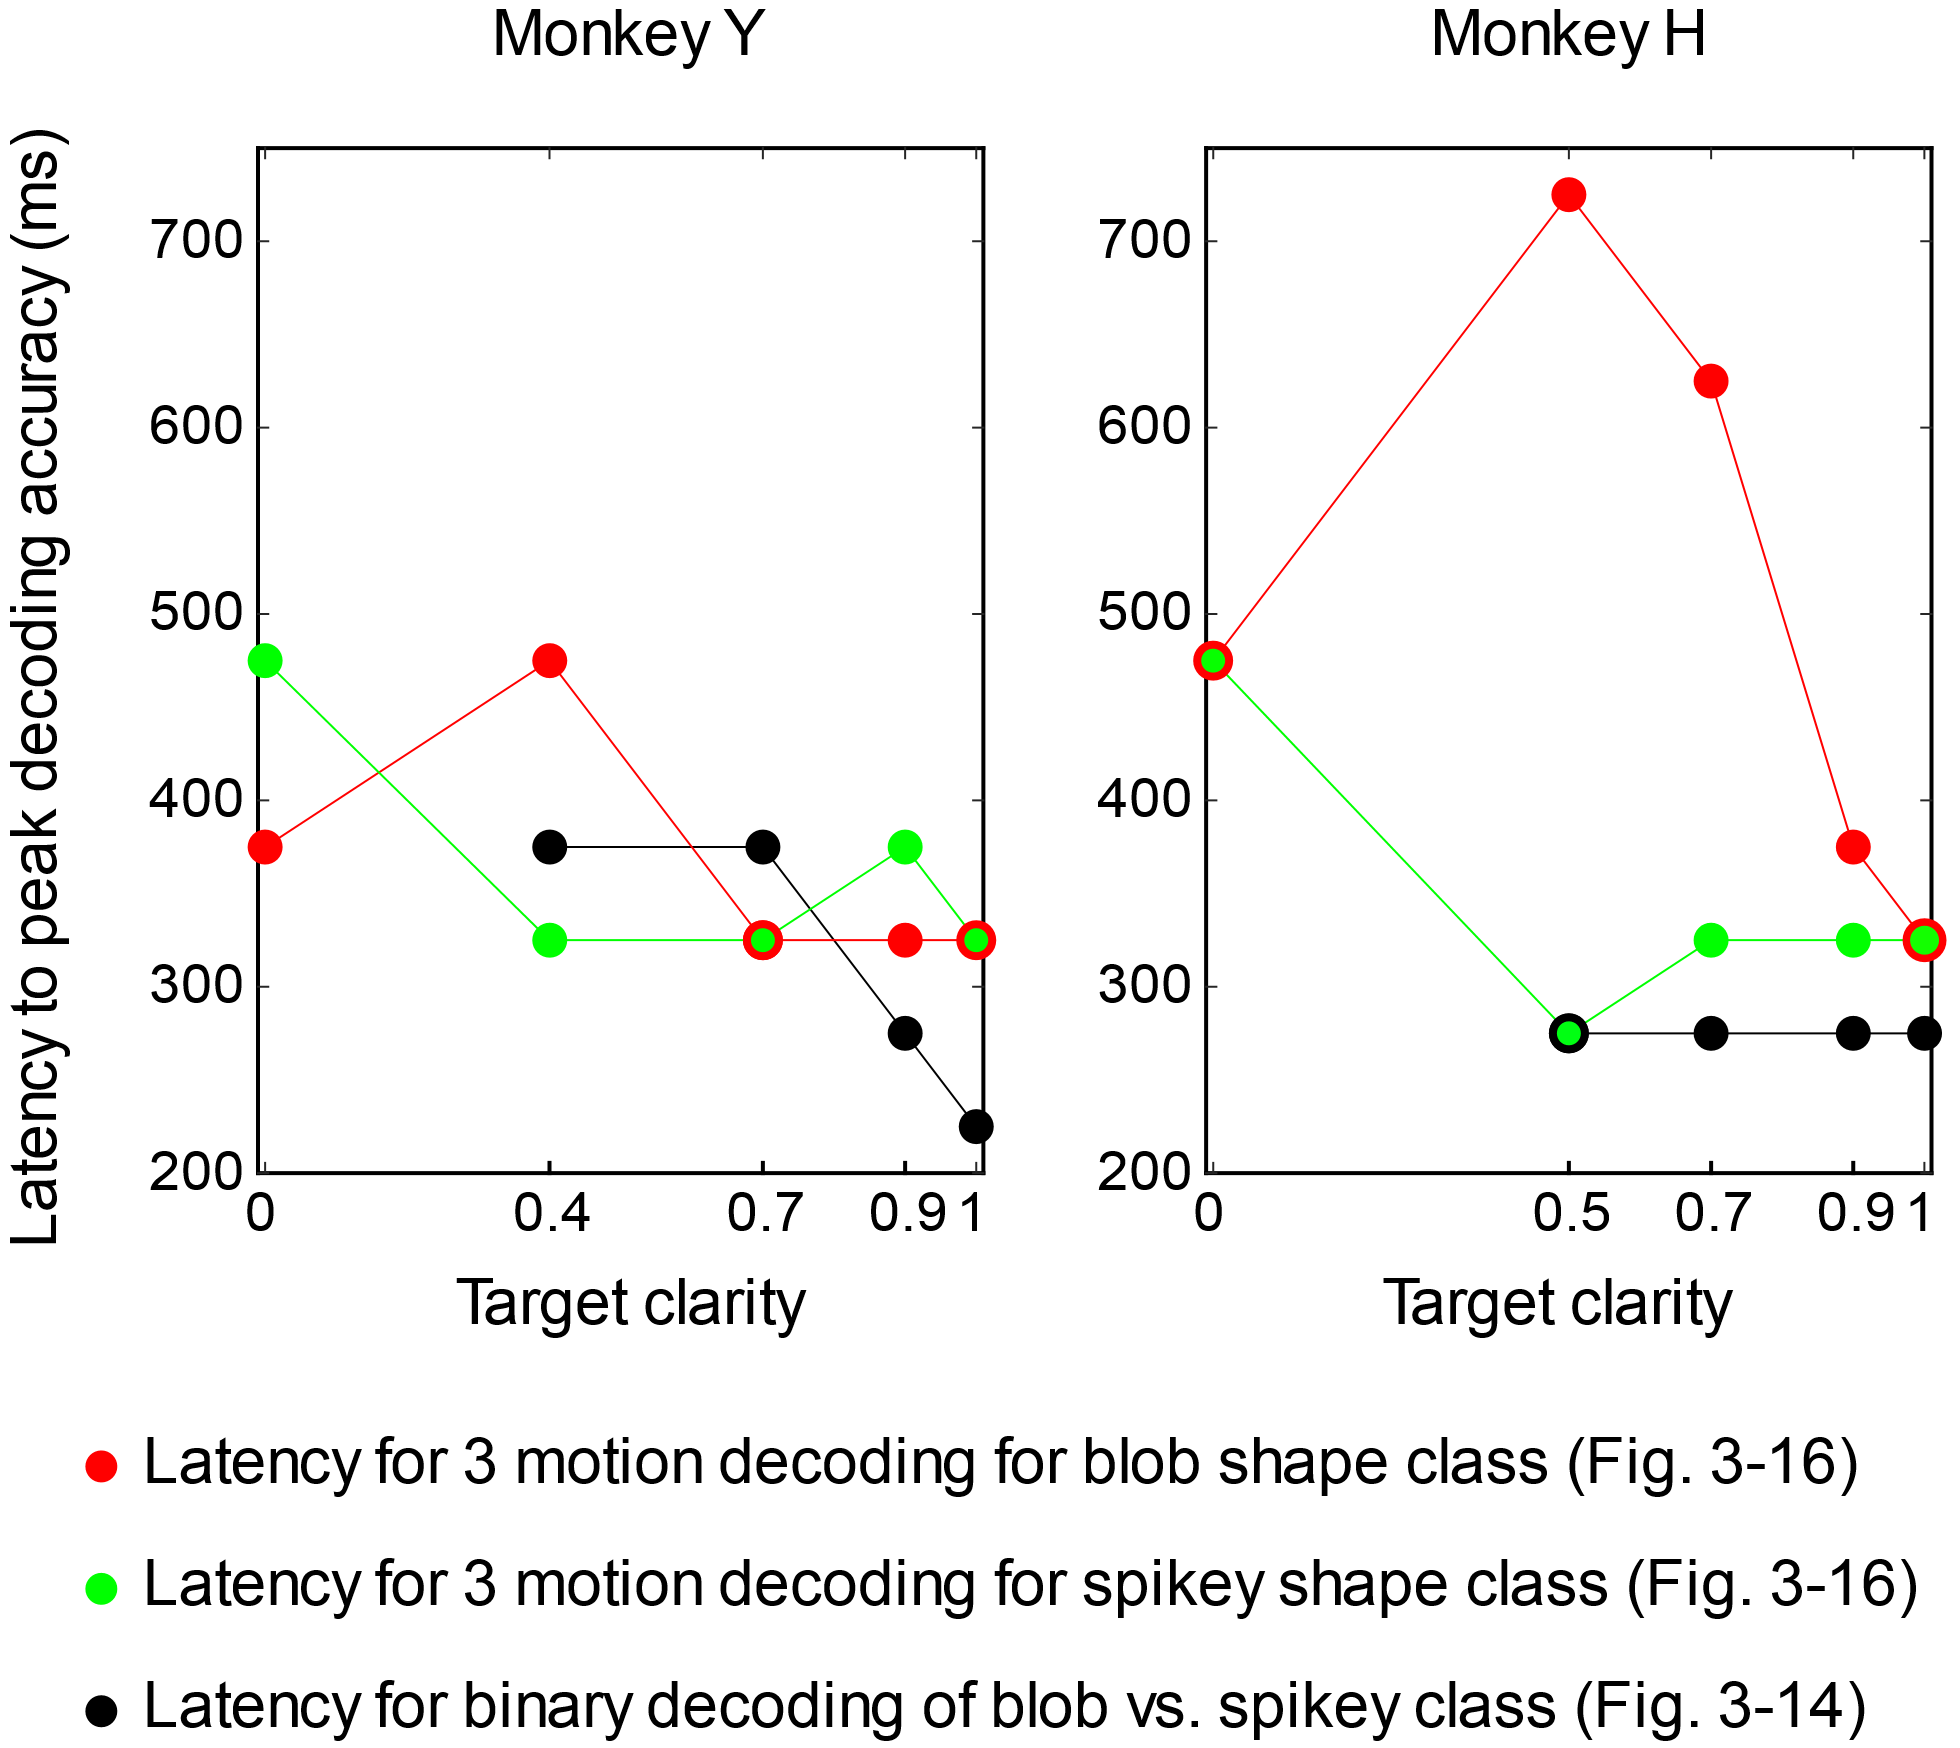 Monkey Y
Monkey H
Latency to peak decoding accuracy (ms)
700
600
500
400
300
200
0 0.4 0.7 0.9 1
Target clarity
700
600
500
400
300
200
0 0.5 0.7 0.9 1
Target clarity
Latency for 3 motion decoding for blob shape class (Fig. 3-16)
Latency for 3 motion decoding for spikey shape class (Fig. 3-16)
Latency for binary decoding of blob vs. spikey class (Fig. 3-14)